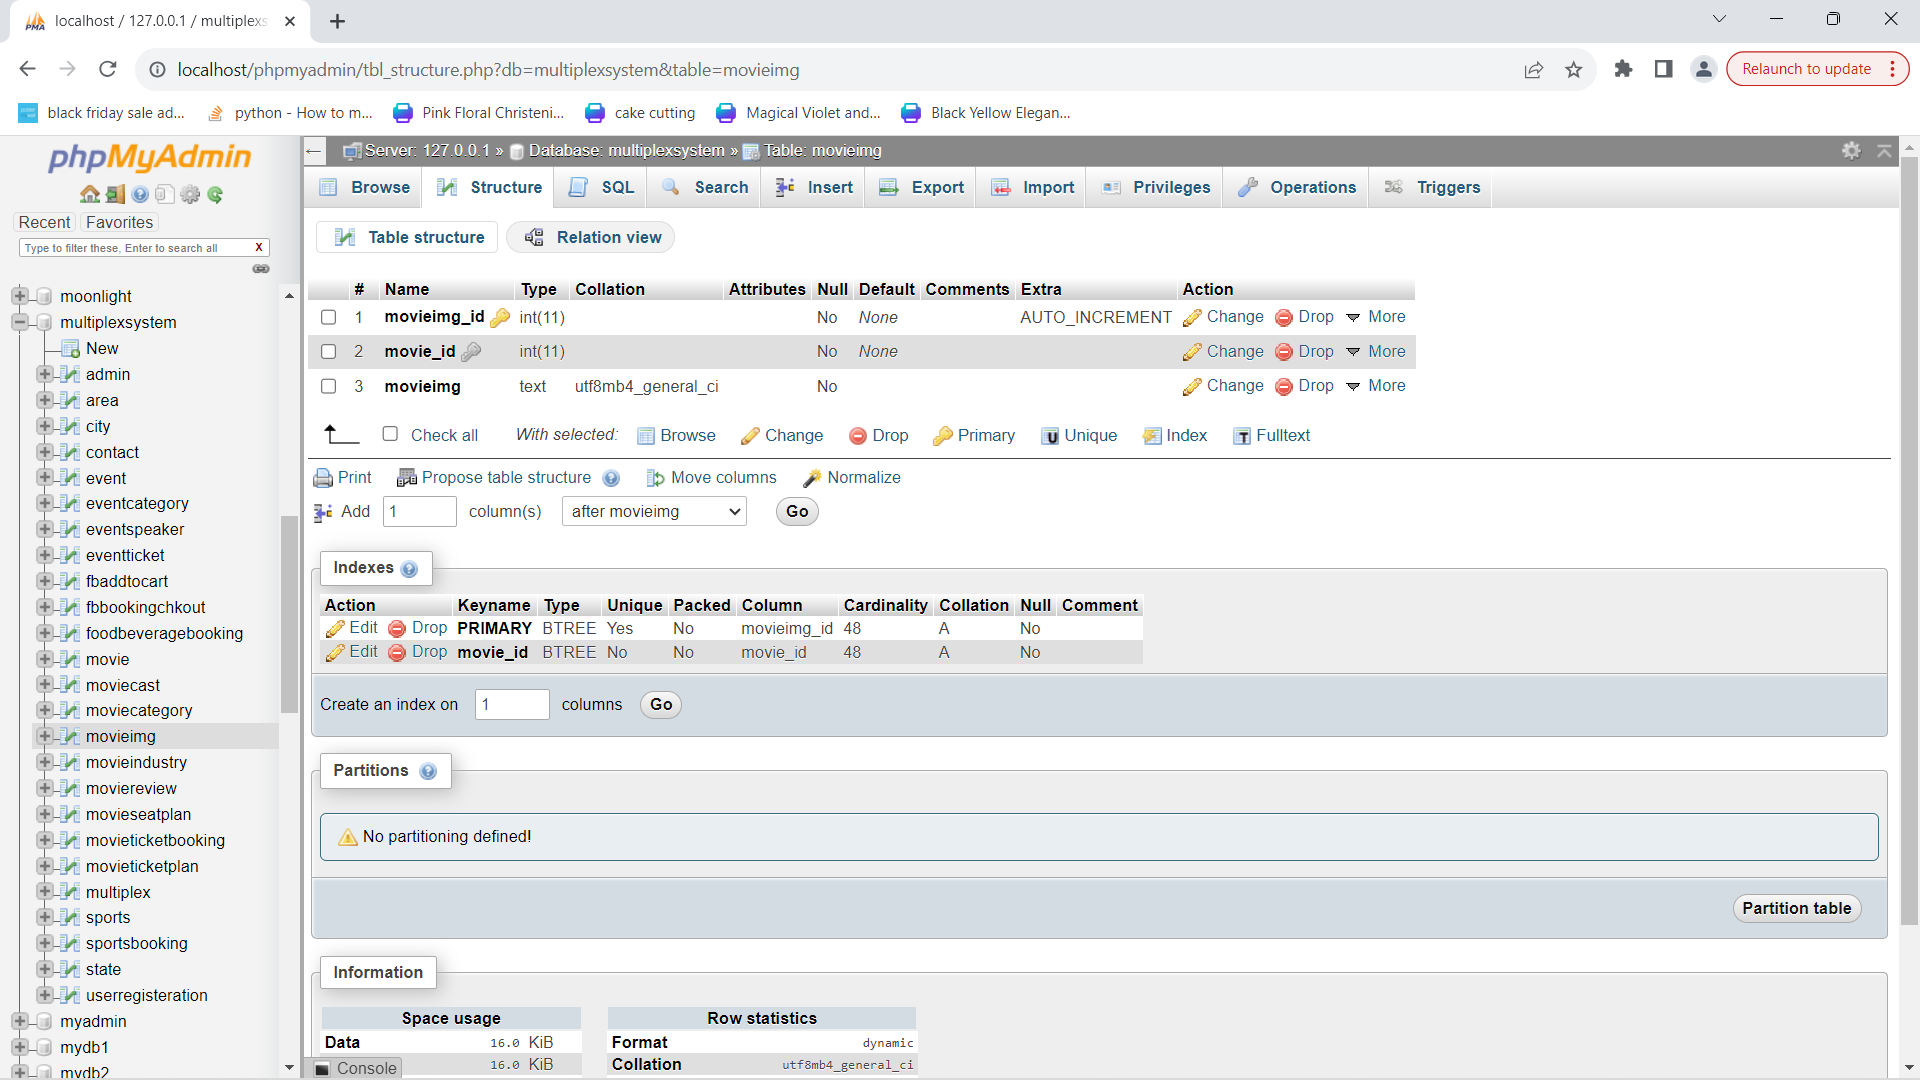 localhost / 127.0.0.1 / multiplexs
localhost/phpmyadmin/tbl_structure.php?db=multiplexsystem&table=movieimg
Relaunch to update
black friday sale ad...
python - How to m...
Pink Floral Christeni...
cake cutting
Magical Violet and...
Black Yellow Elegan...
phpMyAdmin
Recent Favorites
Type to filter these, Enter to search all X
moonlight
multiplexsystem
New
admin
area
city
contact
event
eventcategory
eventspeaker
eventticket
fbaddtocart
fbbookingchkout
foodbeveragebooking
movie
moviecast
moviecategory
movieimg
movieindustry
moviereview
movieseatplan
movieticketbooking
movieticketplan
multiplex
sports
sportsbooking
state
userregisteration
myadmin
mydb1
mydb2
Server: 127.0.0.1 » Database: multiplexsystem » Table: movieimg
Browse Structure SQL Search Insert Export Import Privileges Operations Triggers
Table structure Relation view
# Name Type Collation Attributes Null Default Comments Extra Action
1 movieimg_id int(11) No None AUTO_INCREMENT Change Drop More
2 movie_id int(11) No None Change Drop More
3 movieimg text utf8mb4_general_ci No Change Drop More
Check all With selected: Browse Change Drop Primary Unique Index Fulltext
Print Propose table structure Move columns Normalize
Add 1 column(s) after movieimg Go
Indexes
Action Keyname Type Unique Packed Column Cardinality Collation Null Comment
Edit Drop PRIMARY BTREE Yes No movieimg_id 48 A No
Edit Drop movie_id BTREE No No movie_id 48 A No
Create an index on 1 columns Go
Partitions
No partitioning defined!
Partition table
Information
Space usage
Data 16.0 KiB
16.0 KiB
Row statistics
Format dynamic
Collation utf8mb4_general_ci
Console